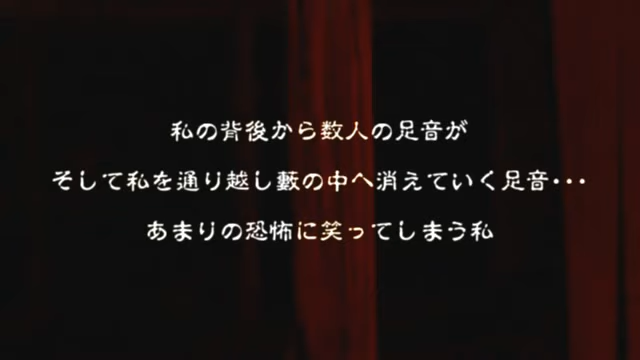 私の背後から数人の足音が
そして私を通り越し藪の中へ消えていく足音･･･
あまりの恐怖に笑ってしまう私